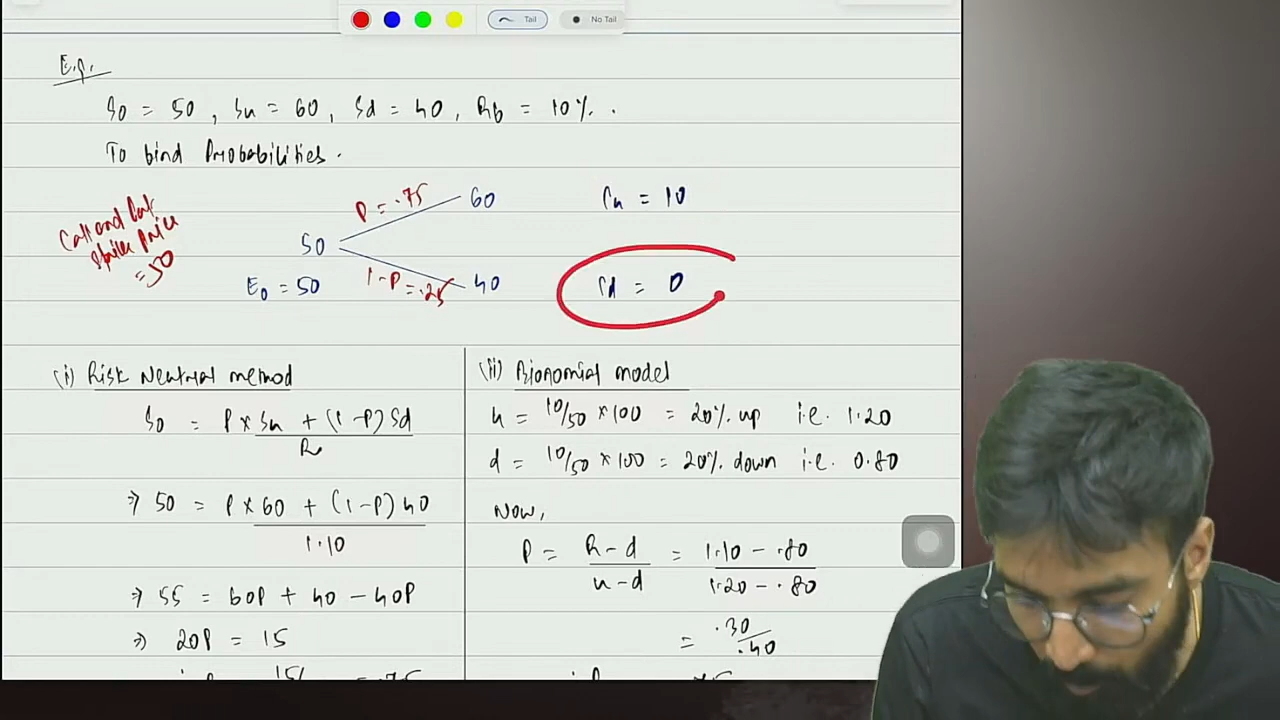 Tail
No Tail
E.g.
S0 = 50 , Su = 60 , Sd = 40 , Rf = 10%.
To find Probabilities.
Call and Put
Strike Price
= 50
P = .75
60
Cu = 10
50
E0 = 50
1-P = .25
40
Cd = 0
(i) Risk Neutral method
S0 = P x Su + (1-P) Sd
R
⇒ 50 = P x 60 + (1-P) 40
1.10
⇒ 55 = 60P + 40 - 40P
⇒ 20P = 15
(ii) Bionomial model
u = 10/50 x 100 = 20% up i.e. 1.20
d = 10/50 x 100 = 20% down i.e. 0.80
Now,
P = R-d = 1.10 - .80
u-d 1.20 - .80
= .30
.40